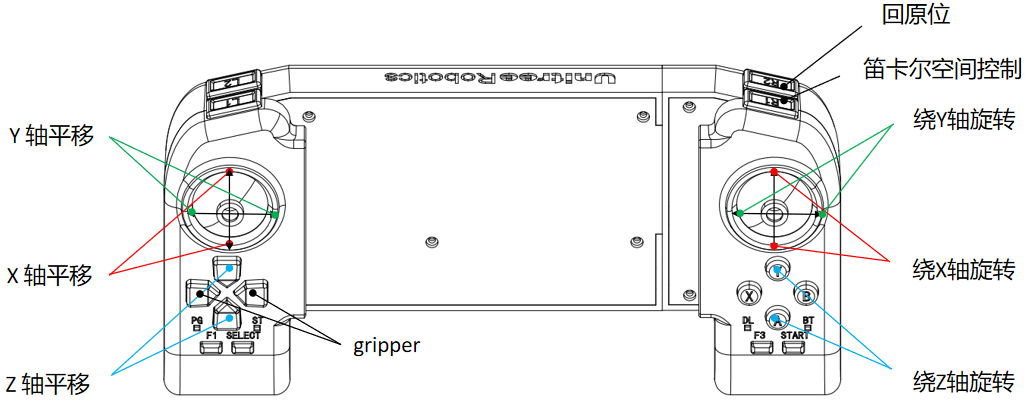 回原位
笛卡尔空间控制
UnitreeRobotics
L2
L1
R2
R1
Y 轴平移
绕Y轴旋转
X 轴平移
绕X轴旋转
Y
X
B
A
PG
ST
F1
SELECT
DL
BT
F3
START
gripper
Z 轴平移
绕Z轴旋转